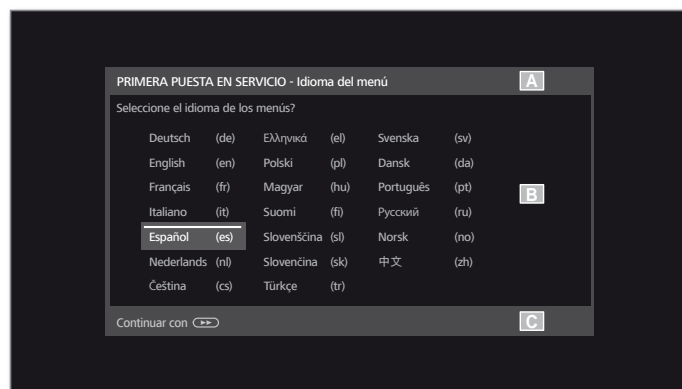 PRIMERA PUESTA EN SERVICIO - Idioma del menú A
Seleccione el idioma de los menús?
Deutsch (de) Ελληνικά (el) Svenska (sv)
English (en) Polski (pl) Dansk (da)
Français (fr) Magyar (hu) Português (pt)
B
Italiano (it) Suomi (fi) Русский (ru)
Español (es) Slovenščina (sl) Norsk (no)
Nederlands (nl) Slovenčina (sk) 中文 (zh)
Čeština (cs) Türkçe (tr)
Continuar con C